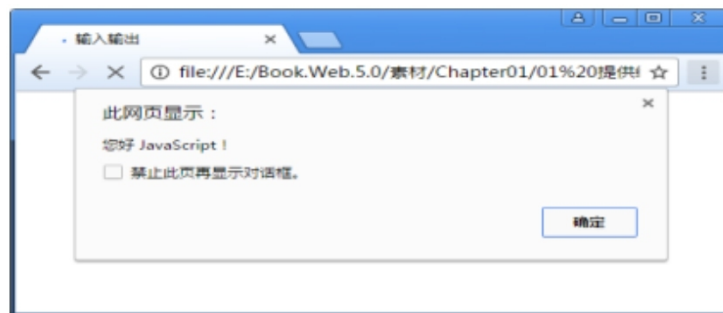 输入输出
file:///E:/Book.Web.5.0/素材/Chapter01/01%20提供
此网页显示：
您好 JavaScript！
禁止此页再显示对话框。
确定